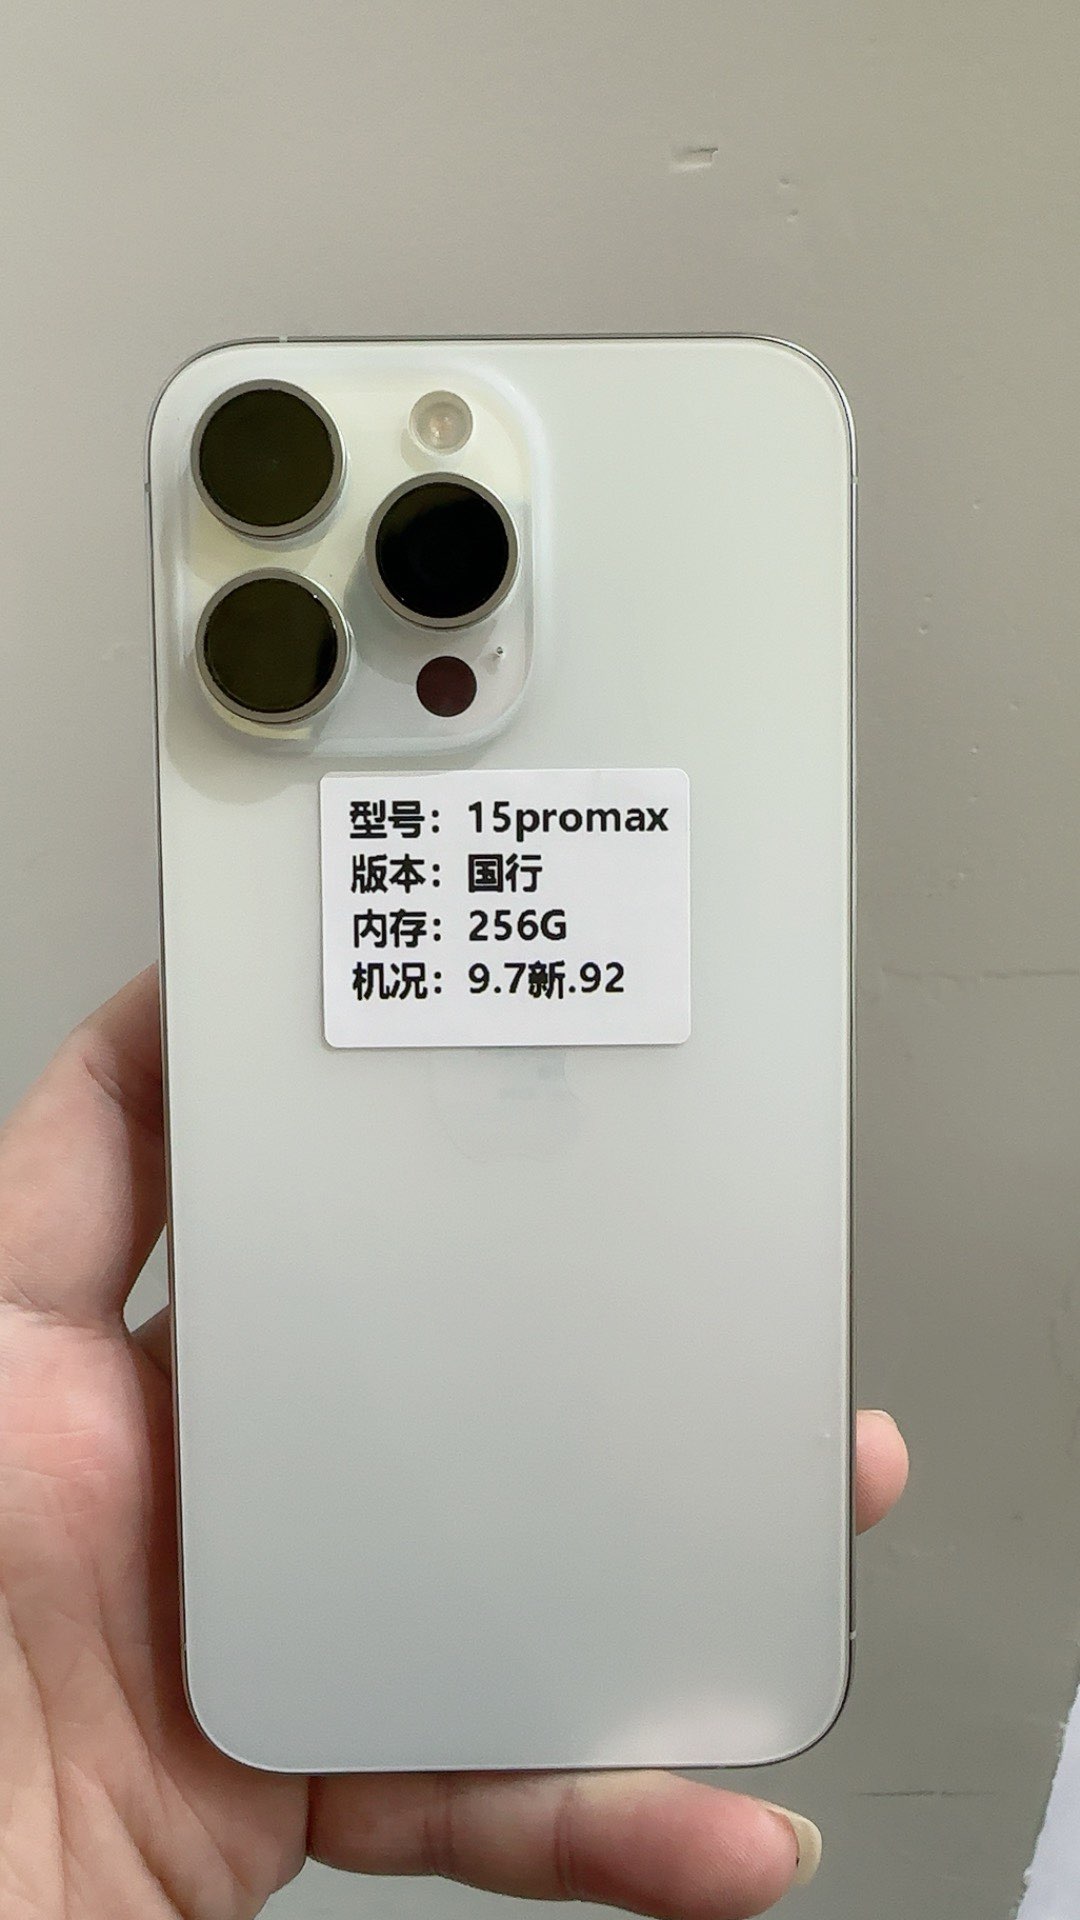 型号：15promax
版本：国行
内存：256G
机况：9.7新.92